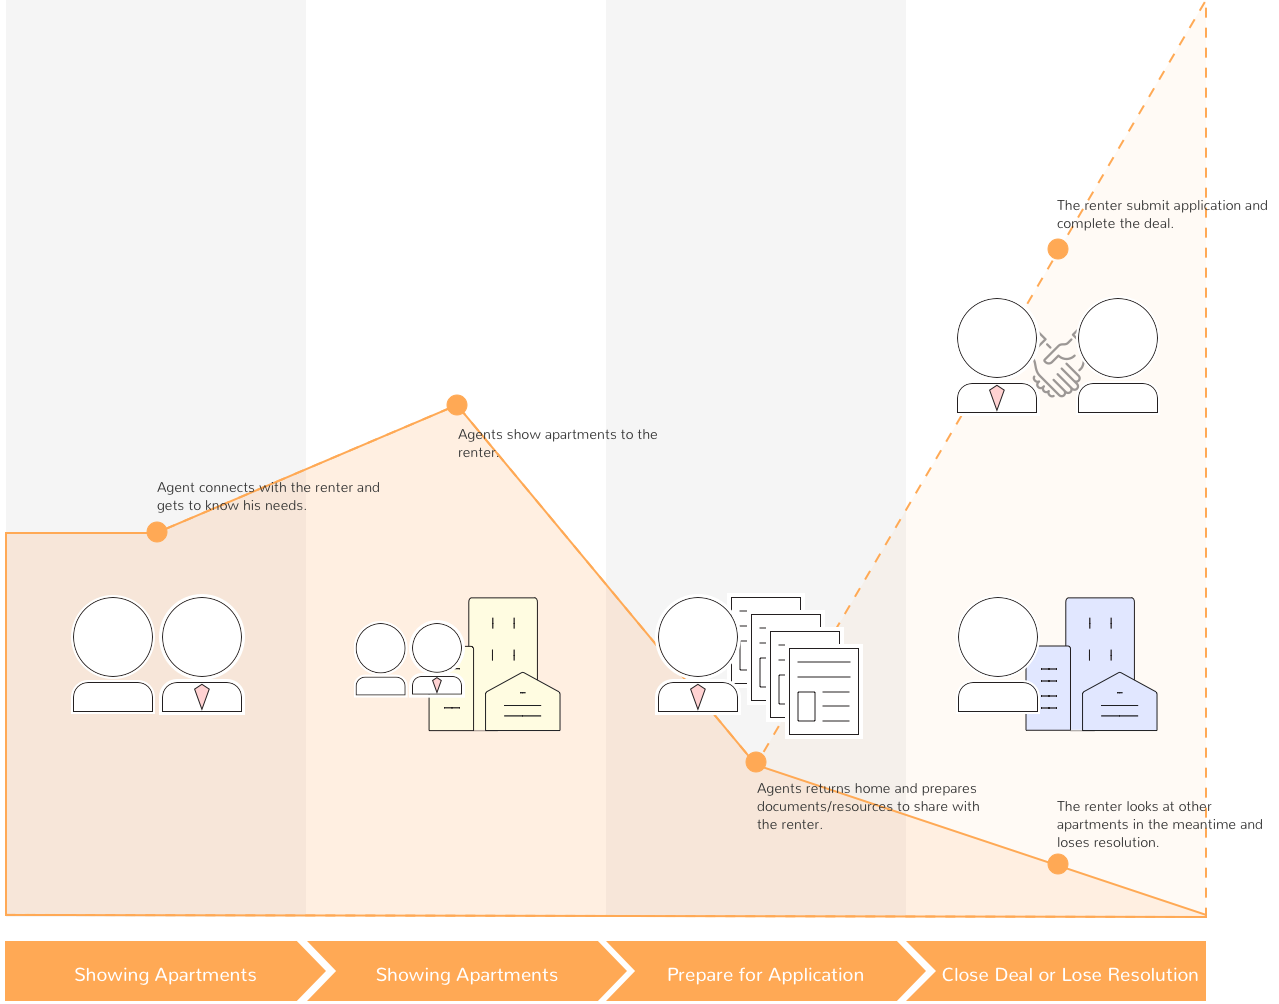 The renter submit application and
complete the deal.
Agents show apartments to the
renter.
Agent connects with the renter and
gets to know his needs.
Agents returns home and prepares
documents/resources to share with
the renter.
The renter looks at other
apartments in the meantime and
loses resolution.
Showing Apartments
Showing Apartments
Prepare for Application
Close Deal or Lose Resolution